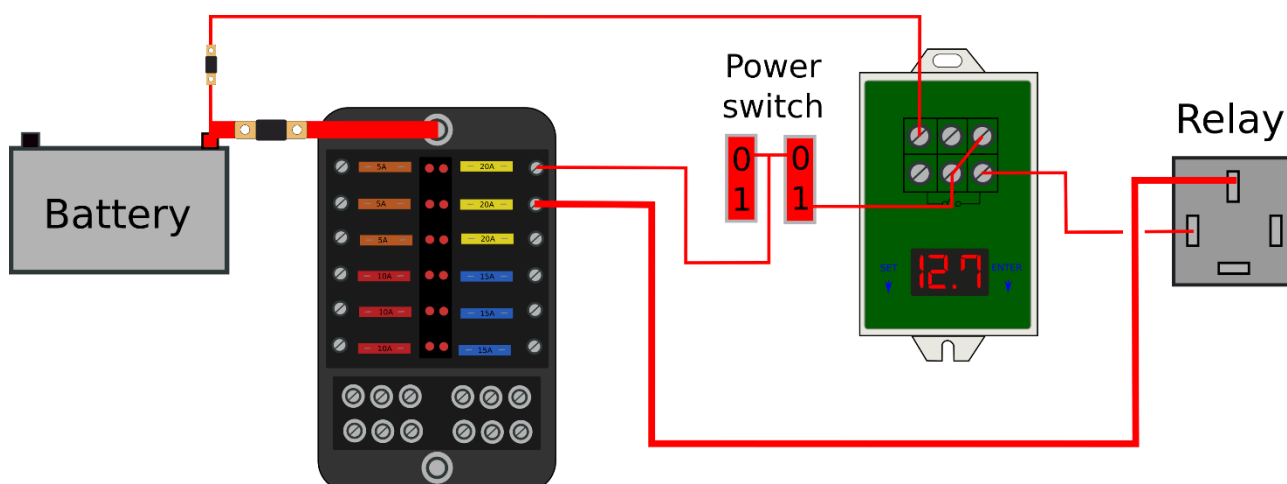 Power
switch
Relay
Battery
5A 20A
5A 20A
5A 20A
10A 15A
10A 15A
10A 15A
0 0
1 1
SET 12.7 ENTER